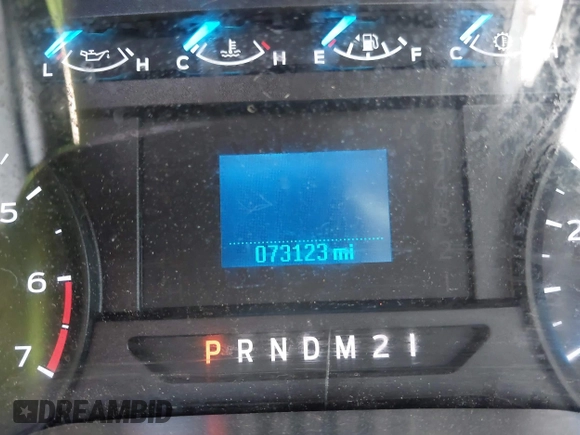 L H C H E F C H
5
6
7
2
073123 mi
P R N D M 2 1
DREAMBID